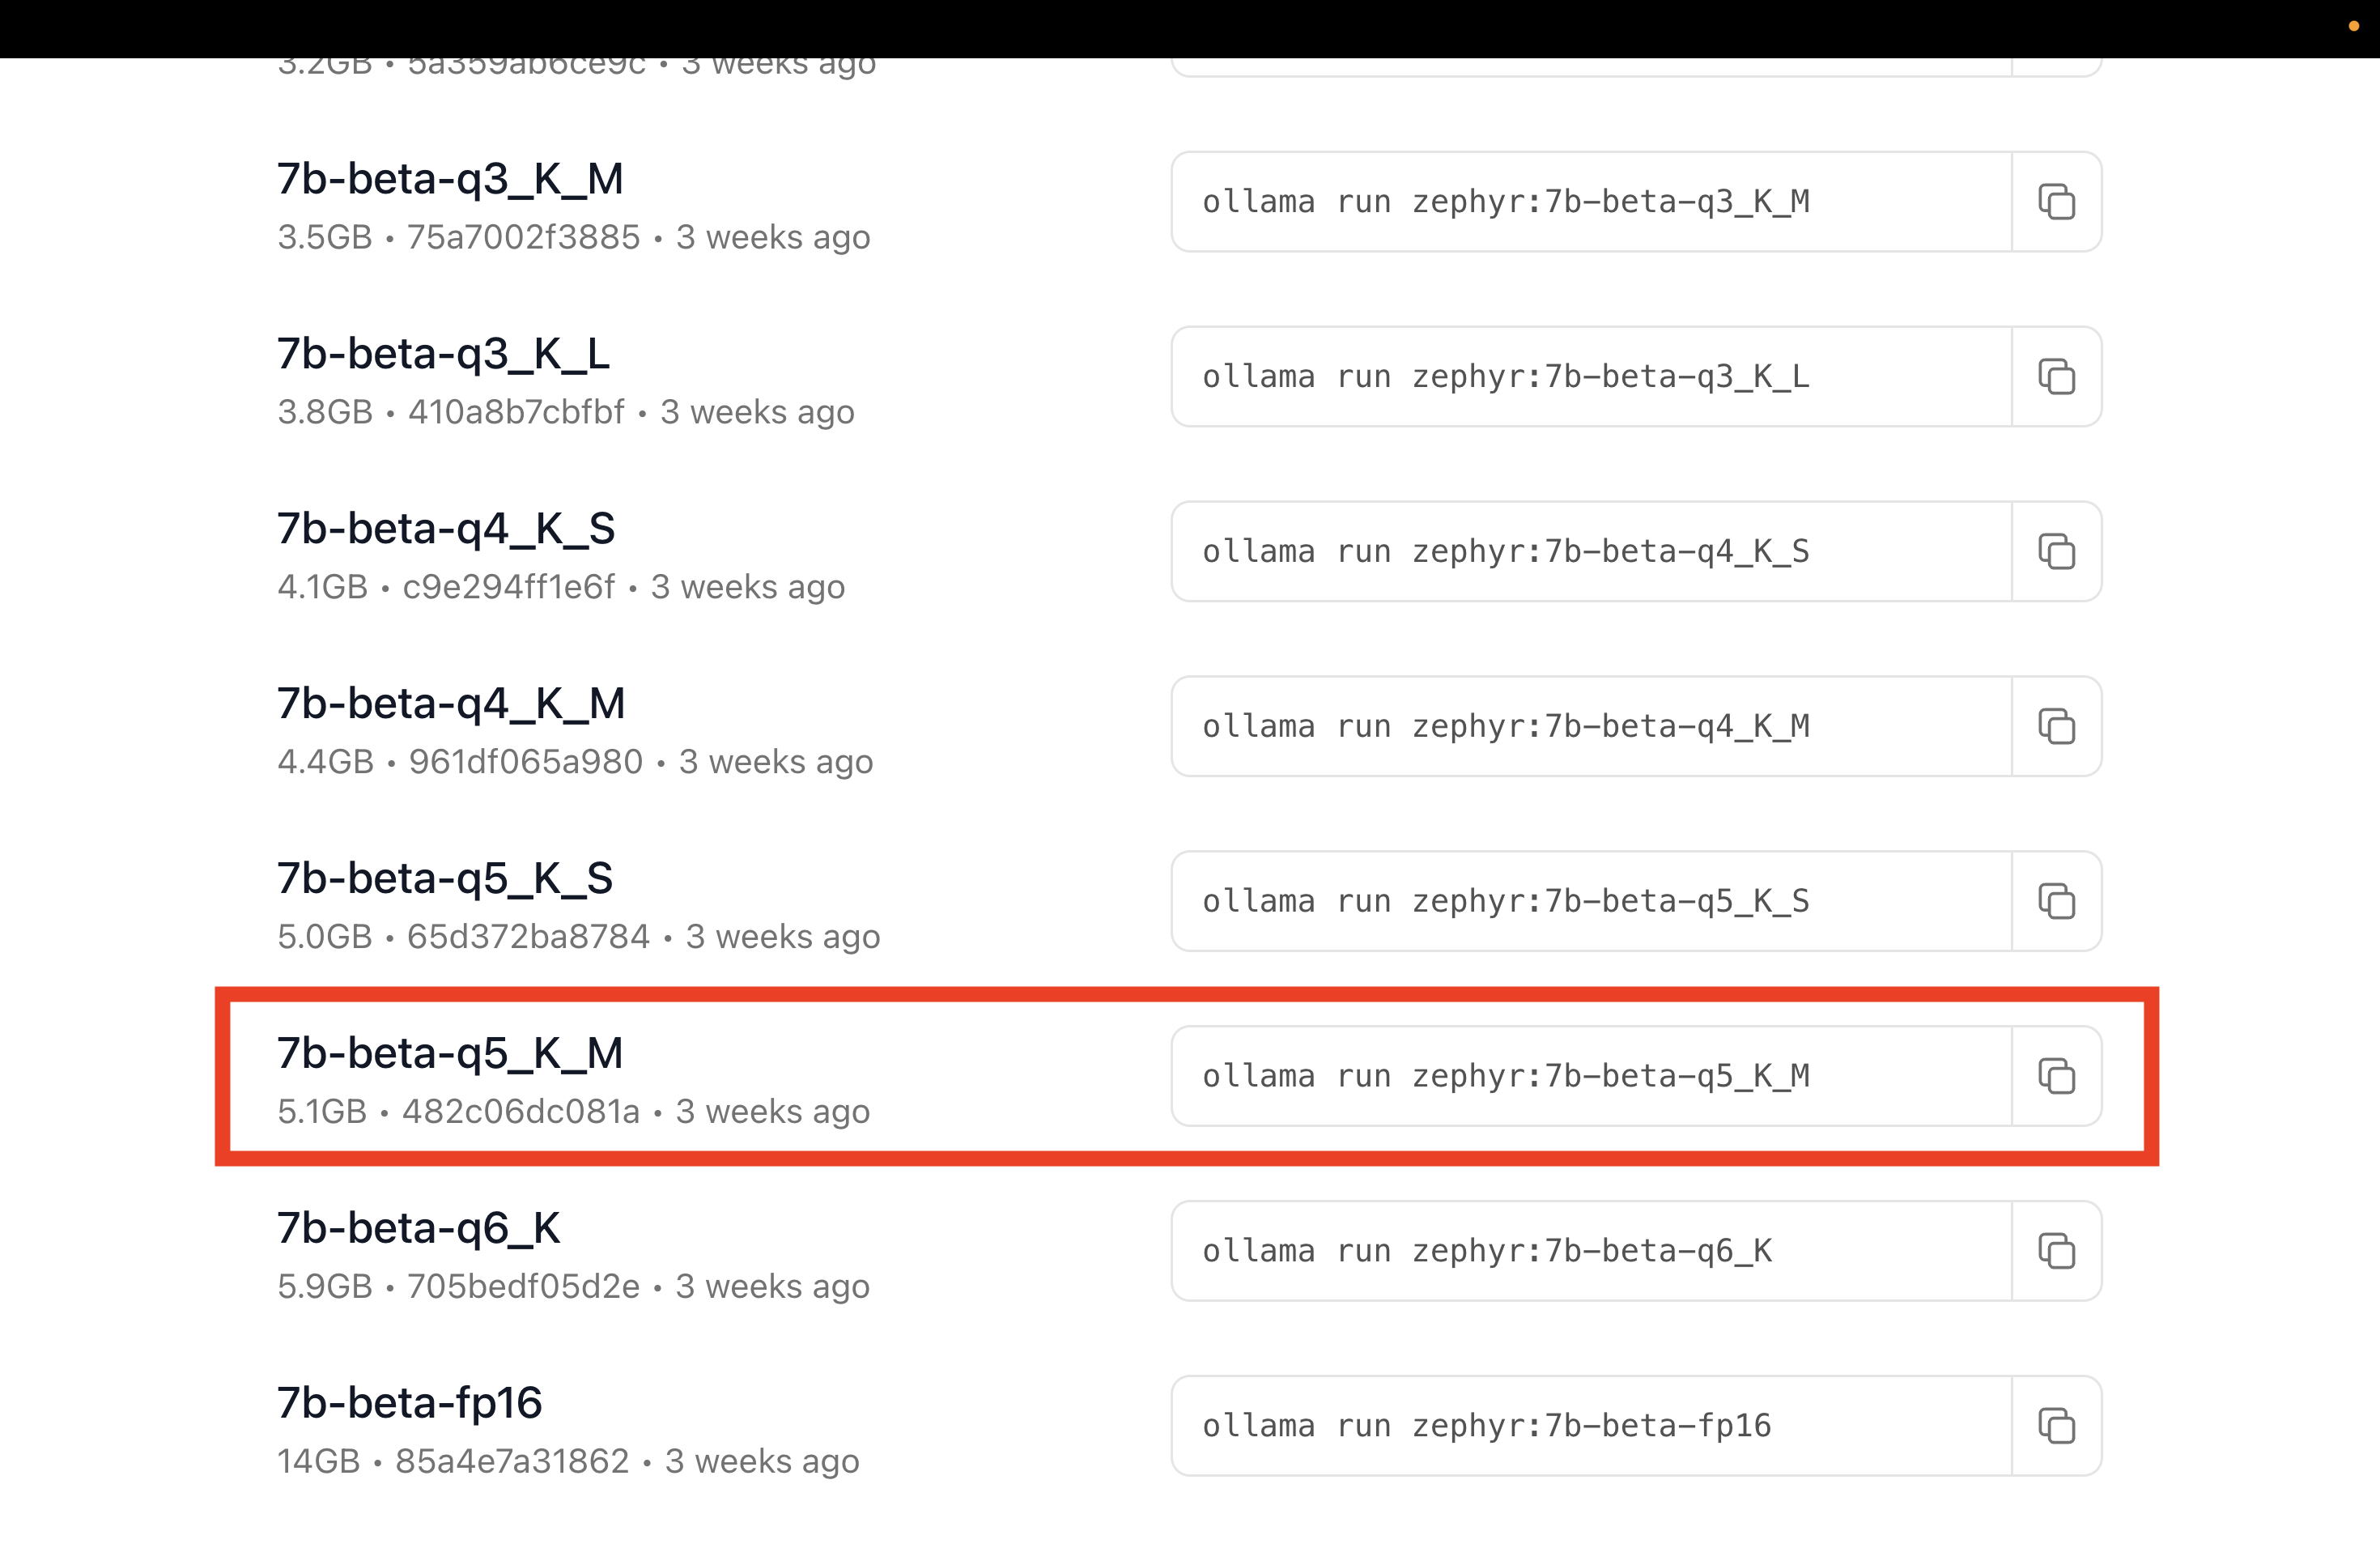 3.2GB • 5a359ab6ce9c • 3 weeks ago
7b-beta-q3_K_M
3.5GB • 75a7002f3885 • 3 weeks ago
ollama run zephyr:7b-beta-q3_K_M
7b-beta-q3_K_L
3.8GB • 410a8b7cbfbf • 3 weeks ago
ollama run zephyr:7b-beta-q3_K_L
7b-beta-q4_K_S
4.1GB • c9e294ff1e6f • 3 weeks ago
ollama run zephyr:7b-beta-q4_K_S
7b-beta-q4_K_M
4.4GB • 961df065a980 • 3 weeks ago
ollama run zephyr:7b-beta-q4_K_M
7b-beta-q5_K_S
5.0GB • 65d372ba8784 • 3 weeks ago
ollama run zephyr:7b-beta-q5_K_S
7b-beta-q5_K_M
5.1GB • 482c06dc081a • 3 weeks ago
ollama run zephyr:7b-beta-q5_K_M
7b-beta-q6_K
5.9GB • 705bedf05d2e • 3 weeks ago
ollama run zephyr:7b-beta-q6_K
7b-beta-fp16
14GB • 85a4e7a31862 • 3 weeks ago
ollama run zephyr:7b-beta-fp16